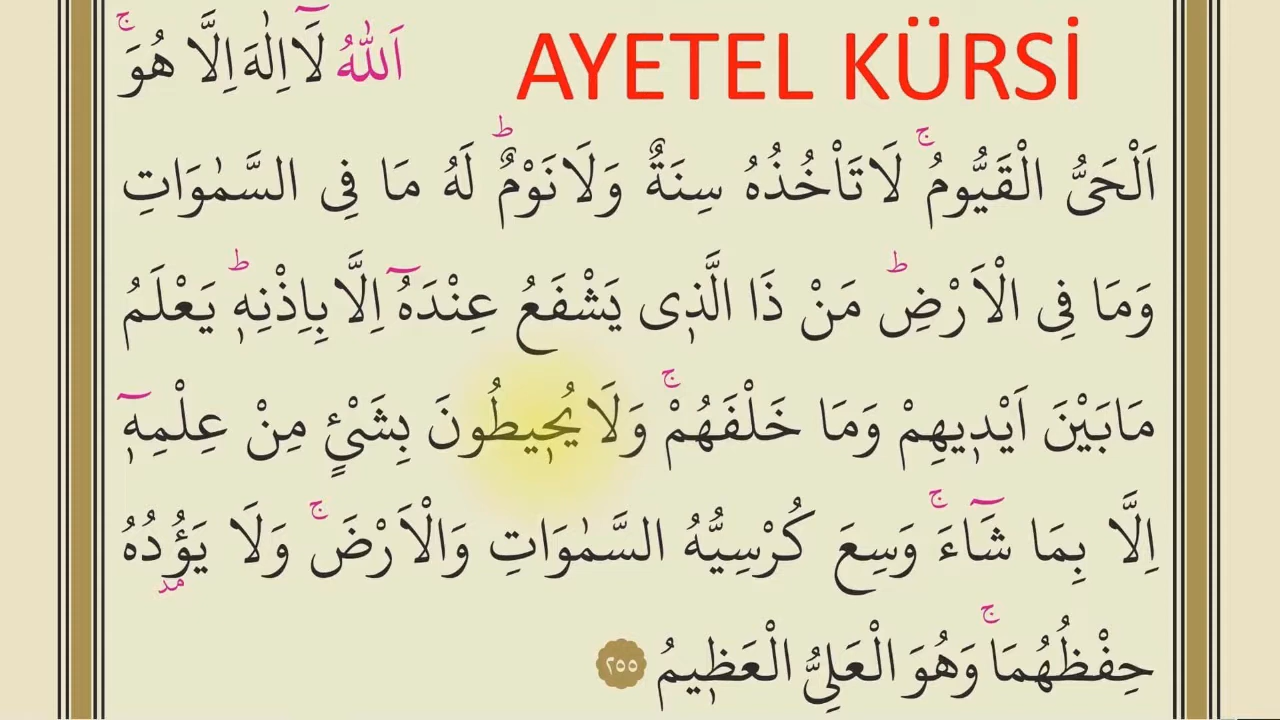 AYETEL KÜRSİ
اَللّٰهُ لَٓا اِلٰهَ اِلَّا هُوَۚ
اَلْحَىُّ الْقَيُّومُۚ لَا تَاْخُذُهُ سِنَةٌ وَلَا نَوْمٌۜ لَهُ مَا فِى السَّمٰوَاتِ
وَمَا فِى الْاَرْضِۜ مَنْ ذَا الَّذٖى يَشْفَعُ عِنْدَهُٓ اِلَّا بِاِذْنِهٖۜ يَعْلَمُ
مَا بَيْنَ اَيْدٖيهِمْ وَمَا خَلْفَهُمْۚ وَلَا يُحٖيطُونَ بِشَىْءٍ مِنْ عِلْمِهٖٓ
اِلَّا بِمَا شَٓاءَۚ وَسِعَ كُرْسِيُّهُ السَّمٰوَاتِ وَالْاَرْضَۚ وَلَا يَؤُدُهُ
مد
حِفْظُهُمَاۚ وَهُوَ الْعَلِىُّ الْعَظٖيمُ ٢٥٥